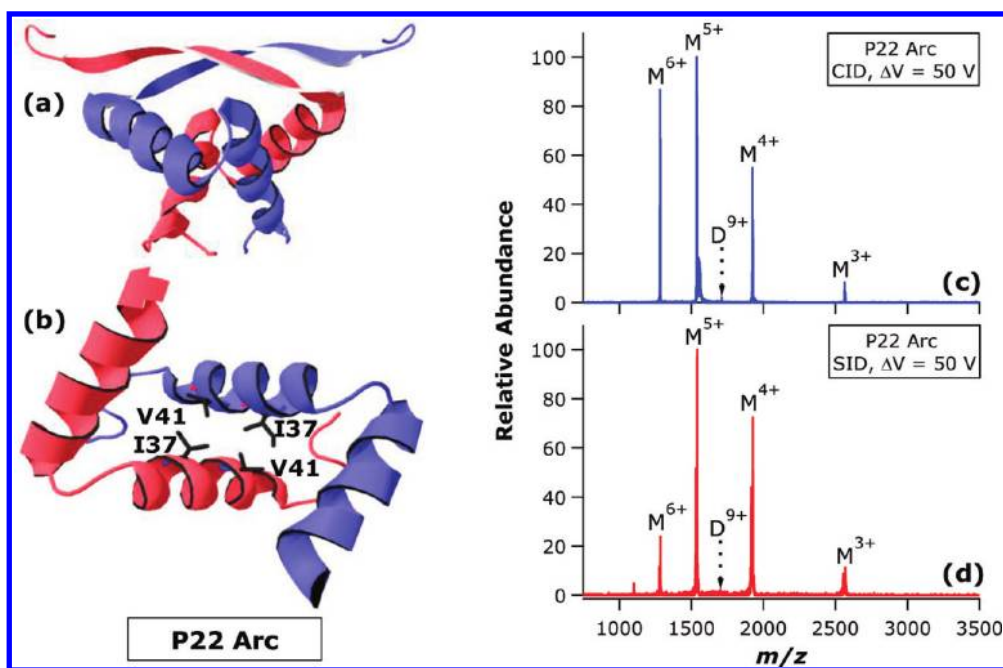 (a)
(b)
V41
I37
I37
V41
P22 Arc
Relative Abundance
100
80
60
40
20
0
M6+
M5+
D9+
M4+
M3+
P22 Arc
CID, ΔV = 50 V
(c)
100
80
60
40
20
0
M6+
M5+
D9+
M4+
M3+
P22 Arc
SID, ΔV = 50 V
(d)
1000 1500 2000 2500 3000 3500
m/z